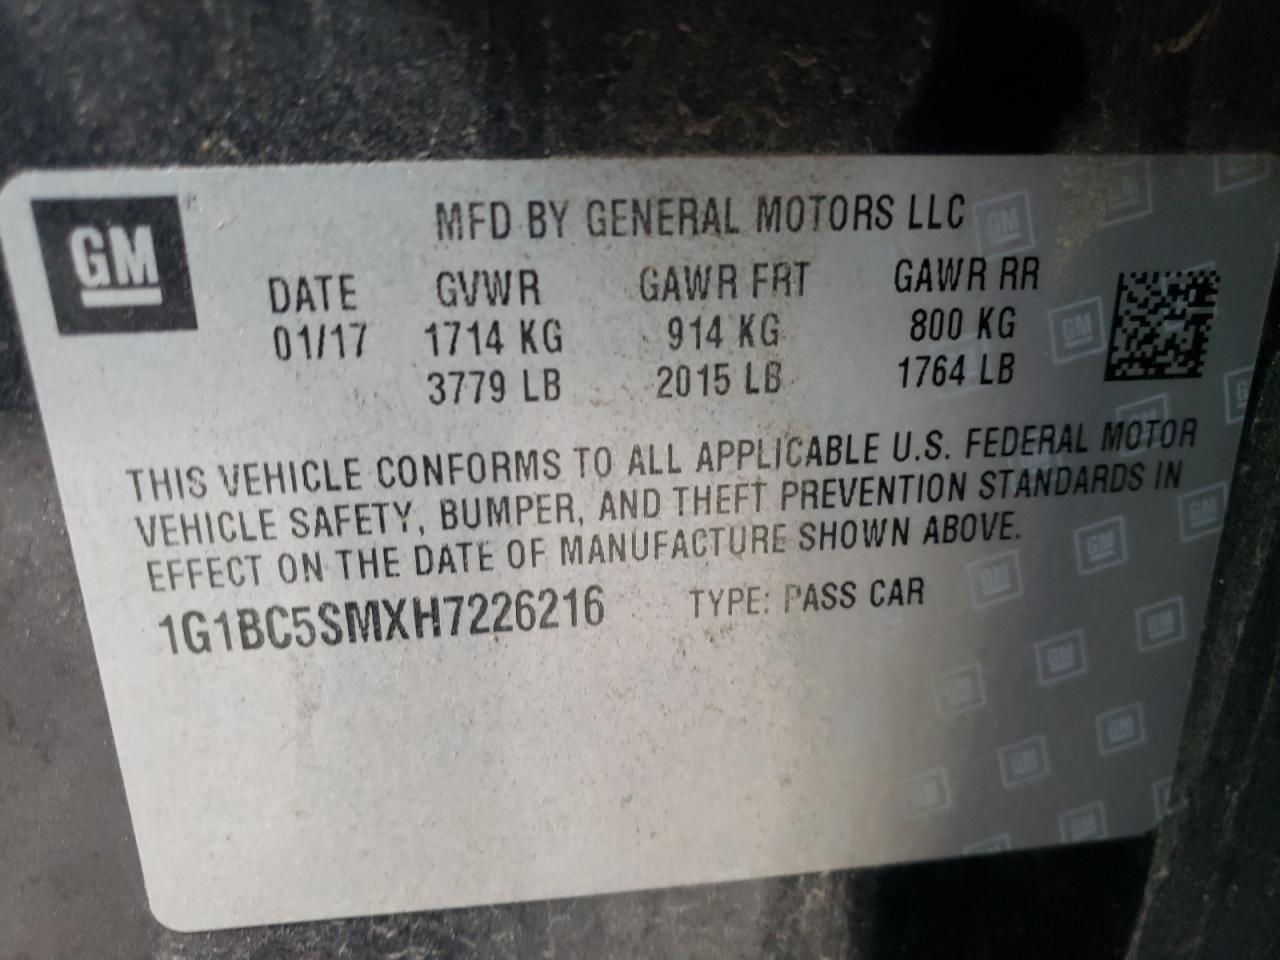 GM
MFD BY GENERAL MOTORS LLC
DATE GVWR GAWR FRT GAWR RR
01/17 1714 KG 914 KG 800 KG
3779 LB 2015 LB 1764 LB
THIS VEHICLE CONFORMS TO ALL APPLICABLE U.S. FEDERAL MOTOR
VEHICLE SAFETY, BUMPER, AND THEFT PREVENTION STANDARDS IN
EFFECT ON THE DATE OF MANUFACTURE SHOWN ABOVE.
1G1BC5SMXH7226216 TYPE: PASS CAR